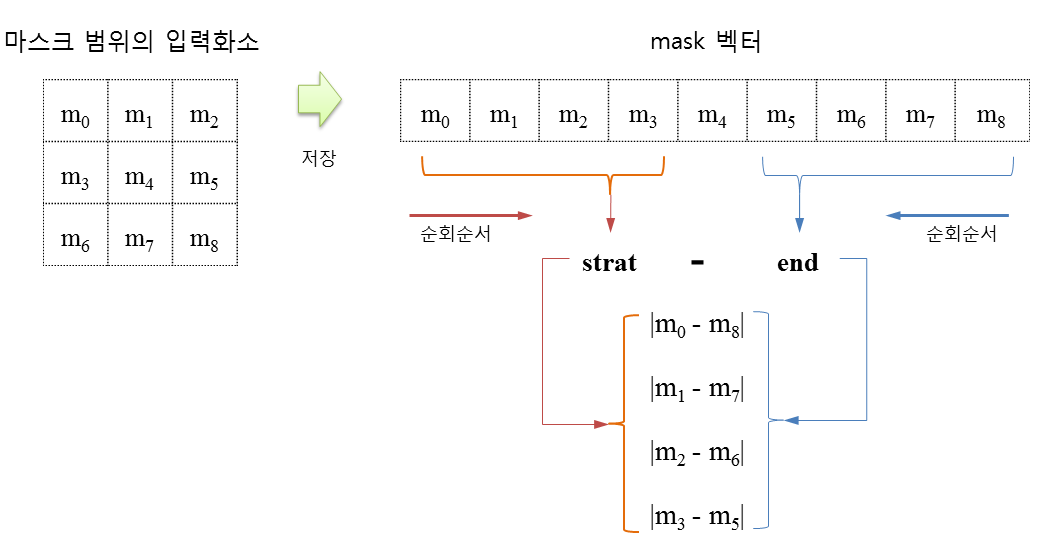 마스크 범위의 입력화소
m₀ m₁ m₂
m₃ m₄ m₅
m₆ m₇ m₈
저장
mask 벡터
m₀ m₁ m₂ m₃ m₄ m₅ m₆ m₇ m₈
순회순서
순회순서
strat - end
|m₀ - m₈|
|m₁ - m₇|
|m₂ - m₆|
|m₃ - m₅|